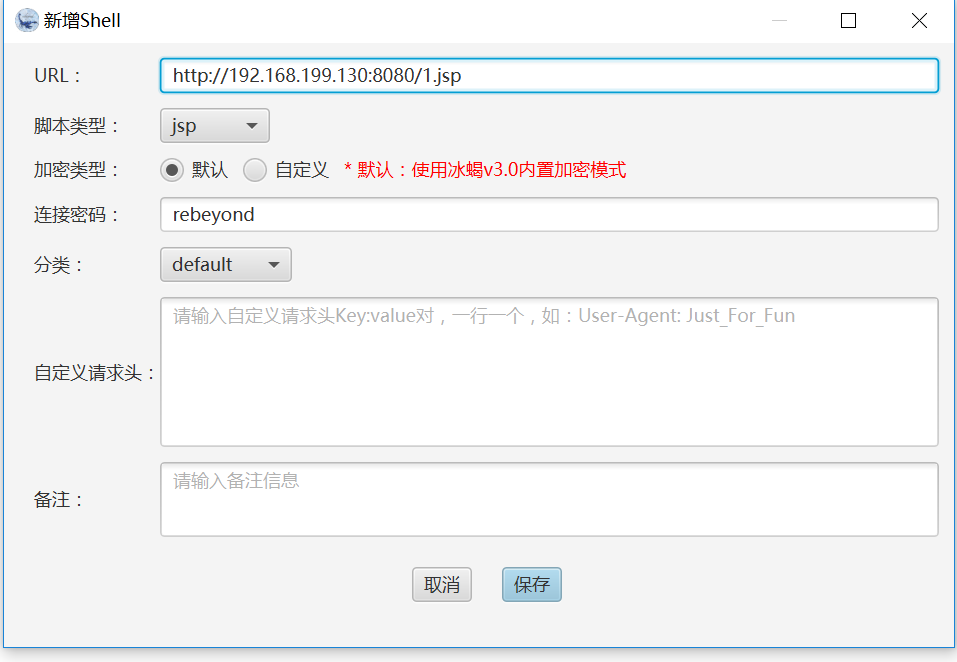 新增Shell
URL：
http://192.168.199.130:8080/1.jsp
脚本类型：
jsp
加密类型：
默认 自定义 * 默认：使用冰蝎v3.0内置加密模式
连接密码：
rebeyond
分类：
default
请输入自定义请求头Key:value对，一行一个，如：User-Agent: Just_For_Fun
自定义请求头：
请输入备注信息
备注：
取消 保存